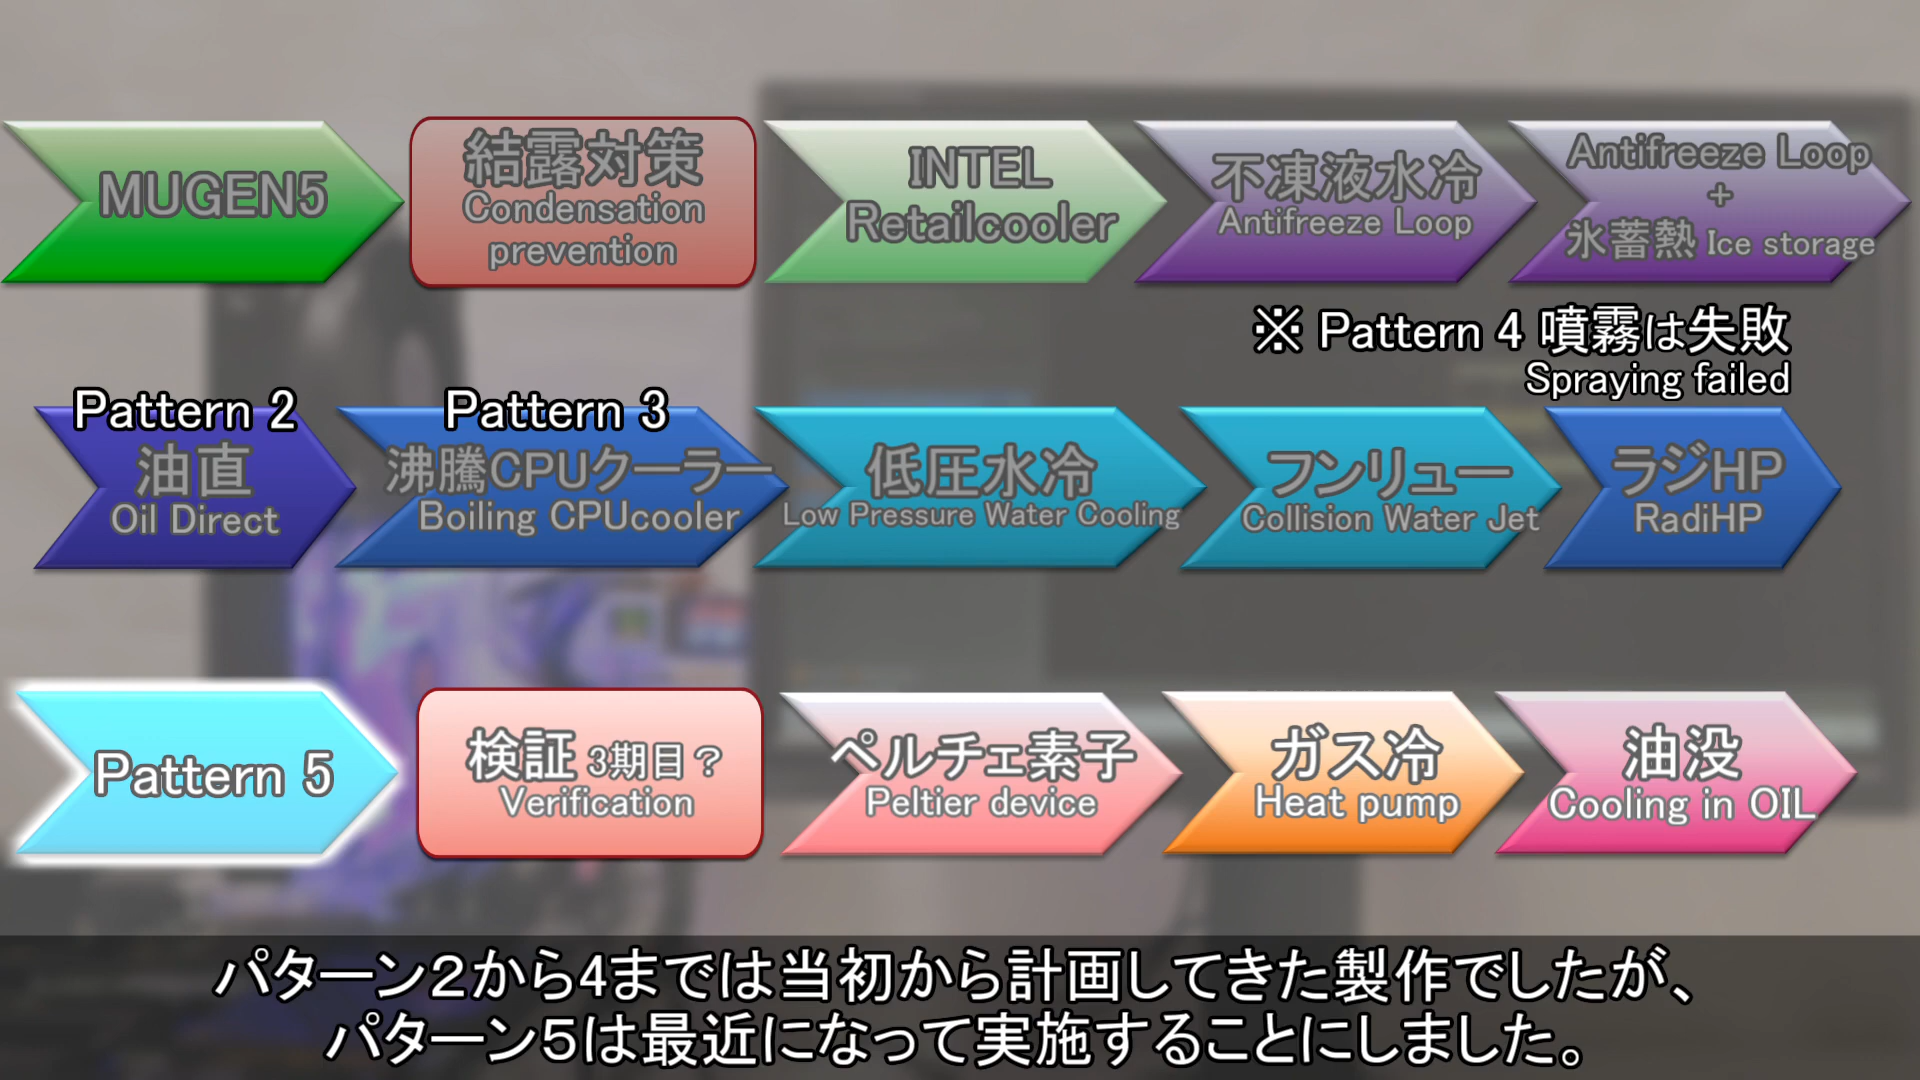 MUGEN5
結露対策
Condensation
prevention
INTEL
Retailcooler
不凍液水冷
Antifreeze Loop
Antifreeze Loop
+
氷蓄熱 Ice storage
※ Pattern 4 噴霧は失敗
Spraying failed
Pattern 2
油直
Oil Direct
Pattern 3
沸騰CPUクーラー
Boiling CPUcooler
低圧水冷
Low Pressure Water Cooling
フンリュー
Collision Water Jet
ラジHP
RadiHP
Pattern 5
検証 3期目？
Verification
ペルチェ素子
Peltier device
ガス冷
Heat pump
油没
Cooling in OIL
パターン２から4までは当初から計画してきた製作でしたが、
パターン５は最近になって実施することにしました。